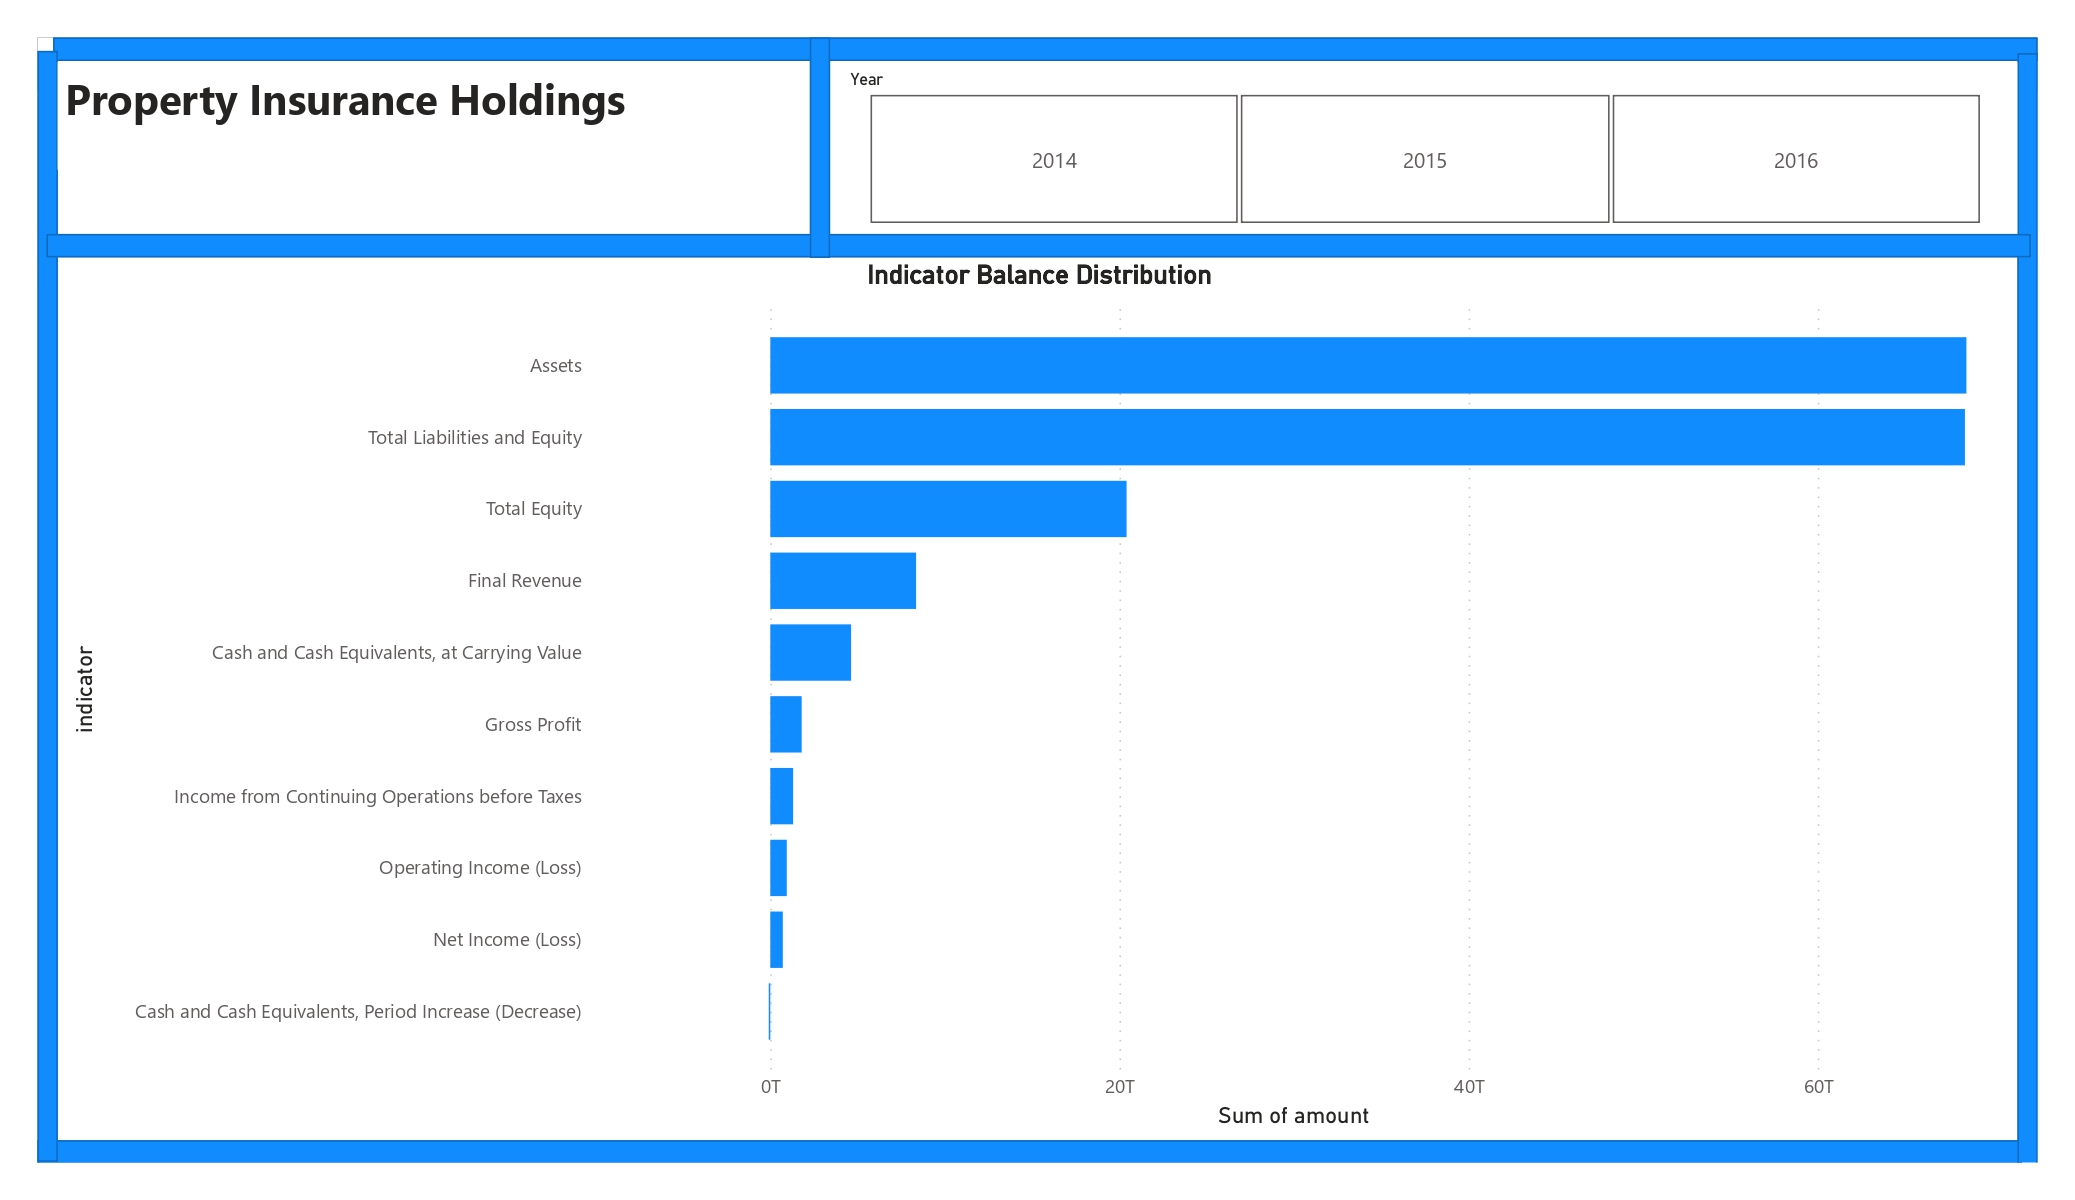 Property Insurance Holdings
Year
2014
2015
2016
Indicator Balance Distribution
indicator
Assets
Total Liabilities and Equity
Total Equity
Final Revenue
Cash and Cash Equivalents, at Carrying Value
Gross Profit
Income from Continuing Operations before Taxes
Operating Income (Loss)
Net Income (Loss)
Cash and Cash Equivalents, Period Increase (Decrease)
0T
20T
40T
60T
Sum of amount